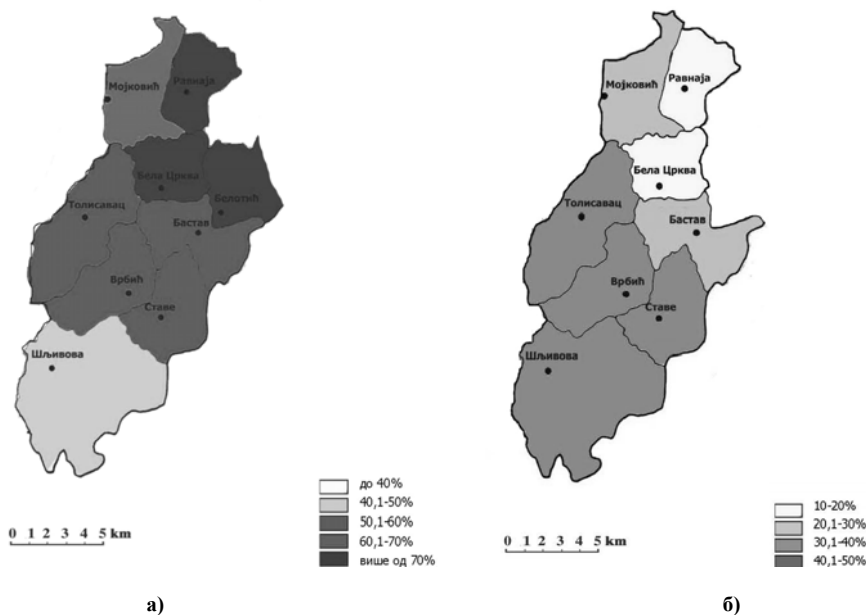 Мојковић
Равнаја
Бела Црква
Белотић
Толисавац
Бастав
Врбић
Ставе
Шљивова
до 40%
40,1-50%
50,1-60%
60,1-70%
више од 70%
0 1 2 3 4 5 km
а)
Мојковић
Равнаја
Бела Црква
Толисавац
Бастав
Врбић
Ставе
Шљивова
10-20%
20,1-30%
30,1-40%
40,1-50%
0 1 2 3 4 5 km
б)